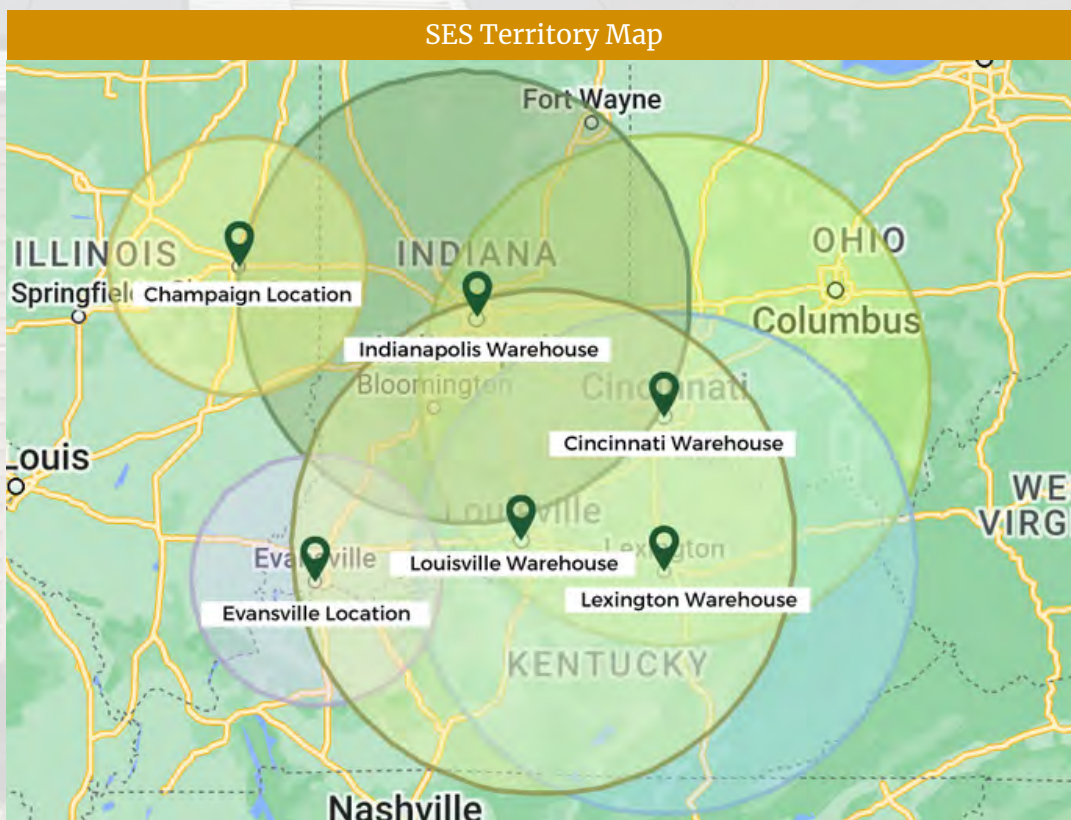 SES Territory Map
Fort Wayne
ILLINOIS
INDIANA
OHIO
Springfiel
Champaign Location
Columbus
Indianapolis Warehouse
Bloomington
Cincinnati
Cincinnati Warehouse
Louis
WE
VIRG
Louisville
Lexington
Evansville
Louisville Warehouse
Lexington Warehouse
Evansville Location
KENTUCKY
Nashville